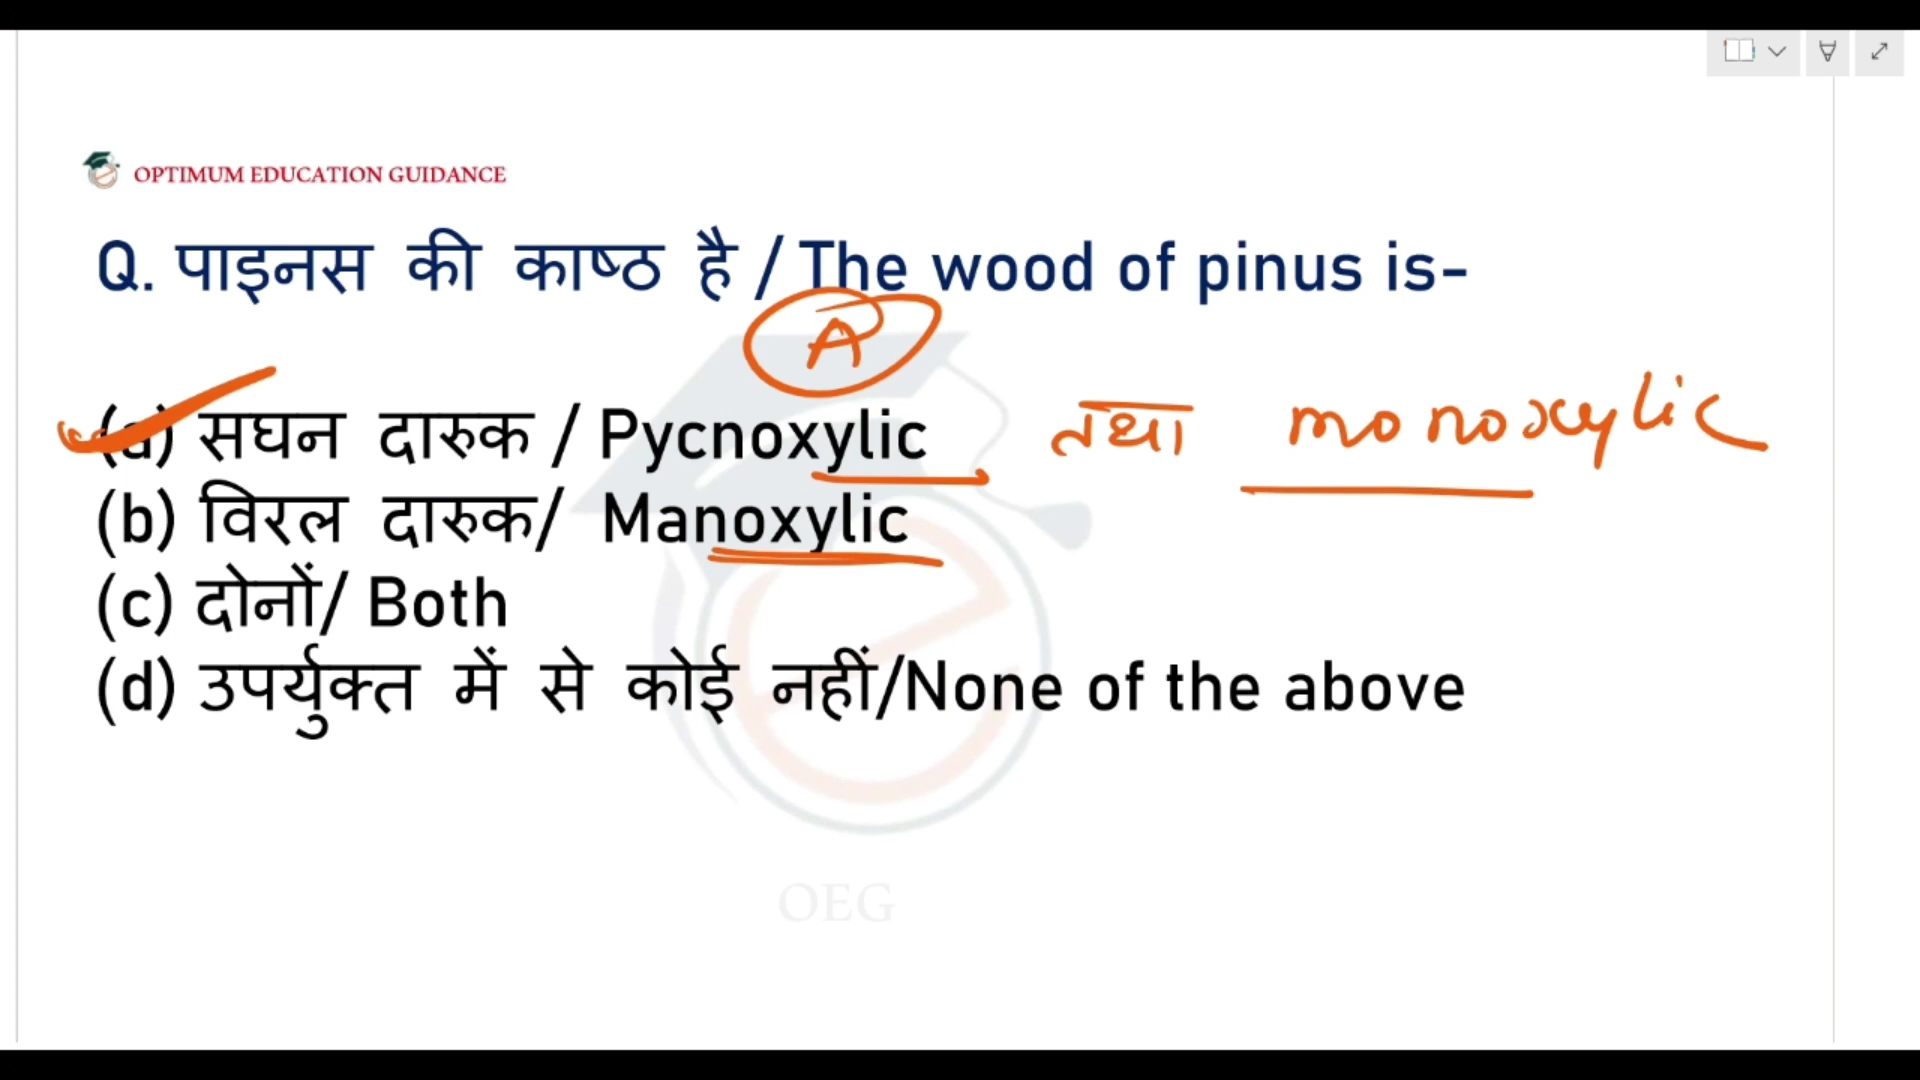 OPTIMUM EDUCATION GUIDANCE
Q. पाइनस की काष्ठ है / The wood of pinus is-
A
(a) सघन दारुक / Pycnoxylic तथा monoxylic
(b) विरल दारुक/ Manoxylic
(c) दोनों/ Both
(d) उपर्युक्त में से कोई नहीं/None of the above
OEG